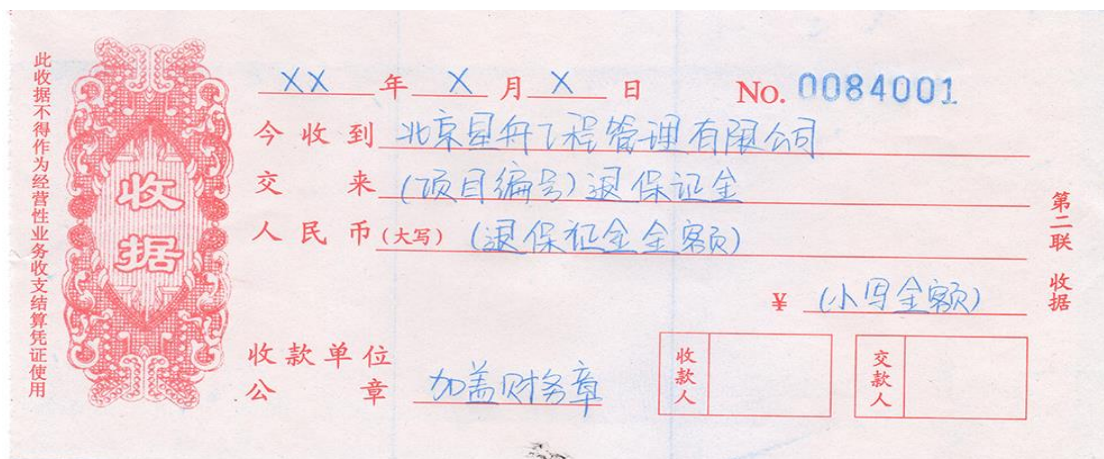 此收据不得作为经营性业务收支结算凭证使用
收据
XX 年 X 月 X 日 No. 0084001
今收到 北京星舟工程管理有限公司
交来 (项目编号)退保证金
人民币(大写) (退保证金金额)
¥ (小写金额)
收款单位
公章 加盖财务章
收款人
交款人
第二联 收据